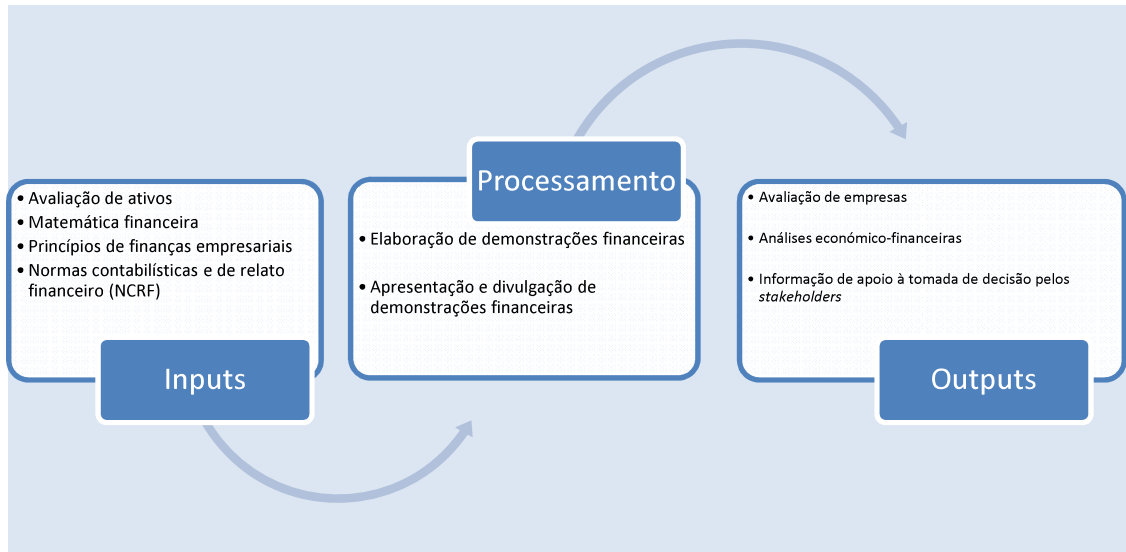 • Avaliação de ativos
• Matemática financeira
• Princípios de finanças empresariais
• Normas contabilísticas e de relato
financeiro (NCRF)
Inputs
Processamento
• Elaboração de demonstrações financeiras
• Apresentação e divulgação de
demonstrações financeiras
• Avaliação de empresas
• Análises económico-financeiras
• Informação de apoio à tomada de decisão pelos
stakeholders
Outputs